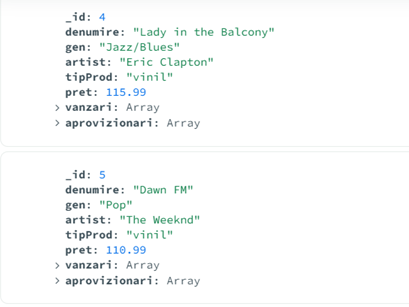 _id: 4
denumire: "Lady in the Balcony"
gen: "Jazz/Blues"
artist: "Eric Clapton"
tipProd: "vinil"
pret: 115.99
> vanzari: Array
> aprovizionari: Array
_id: 5
denumire: "Dawn FM"
gen: "Pop"
artist: "The Weeknd"
tipProd: "vinil"
pret: 110.99
> vanzari: Array
> aprovizionari: Array